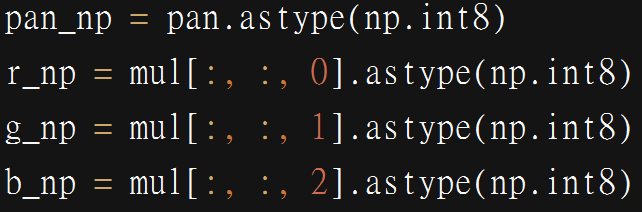 pan_np = pan.astype(np.int8)
r_np = mul[:, :, 0].astype(np.int8)
g_np = mul[:, :, 1].astype(np.int8)
b_np = mul[:, :, 2].astype(np.int8)